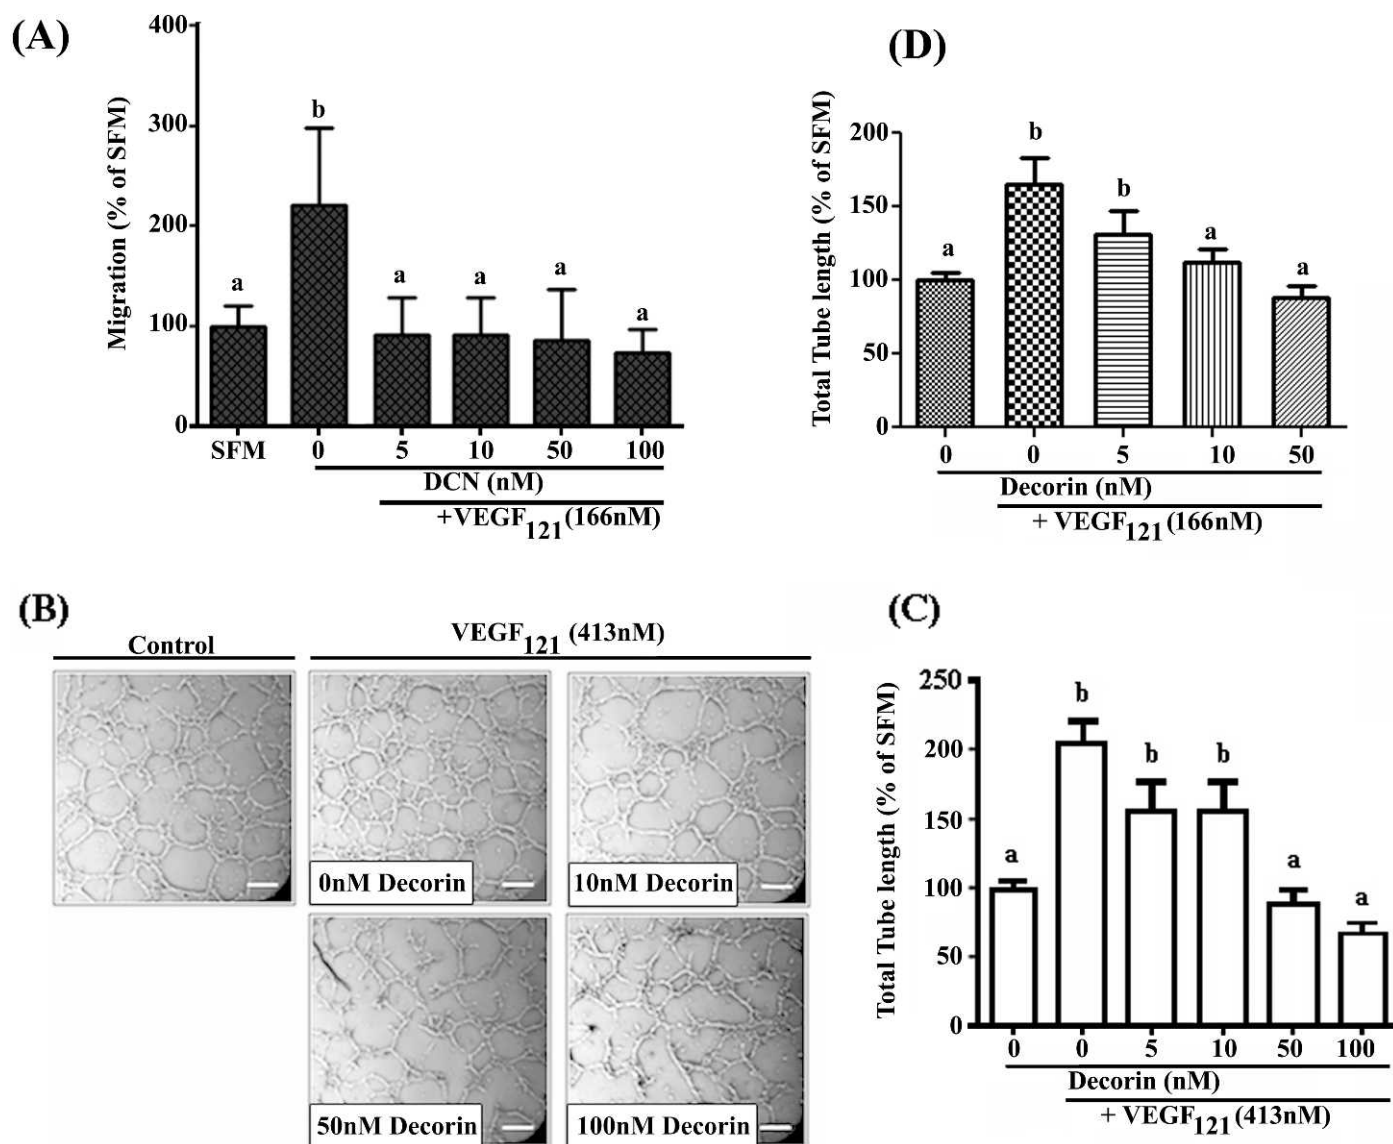 (A)
400
300
200
100
0
Migration (% of SFM)
a
b
a
a
a
a
SFM 0 5 10 50 100
DCN (nM)
+VEGF121 (166nM)
(D)
200
150
100
50
0
Total Tube length (% of SFM)
a
b
b
a
a
0 0 5 10 50
Decorin (nM)
+ VEGF121 (166nM)
(B)
Control
VEGF121 (413nM)
0nM Decorin
10nM Decorin
50nM Decorin
100nM Decorin
(C)
250
200
150
100
50
0
Total Tube length (% of SFM)
a
b
b
b
a
a
0 0 5 10 50 100
Decorin (nM)
+ VEGF121 (413nM)